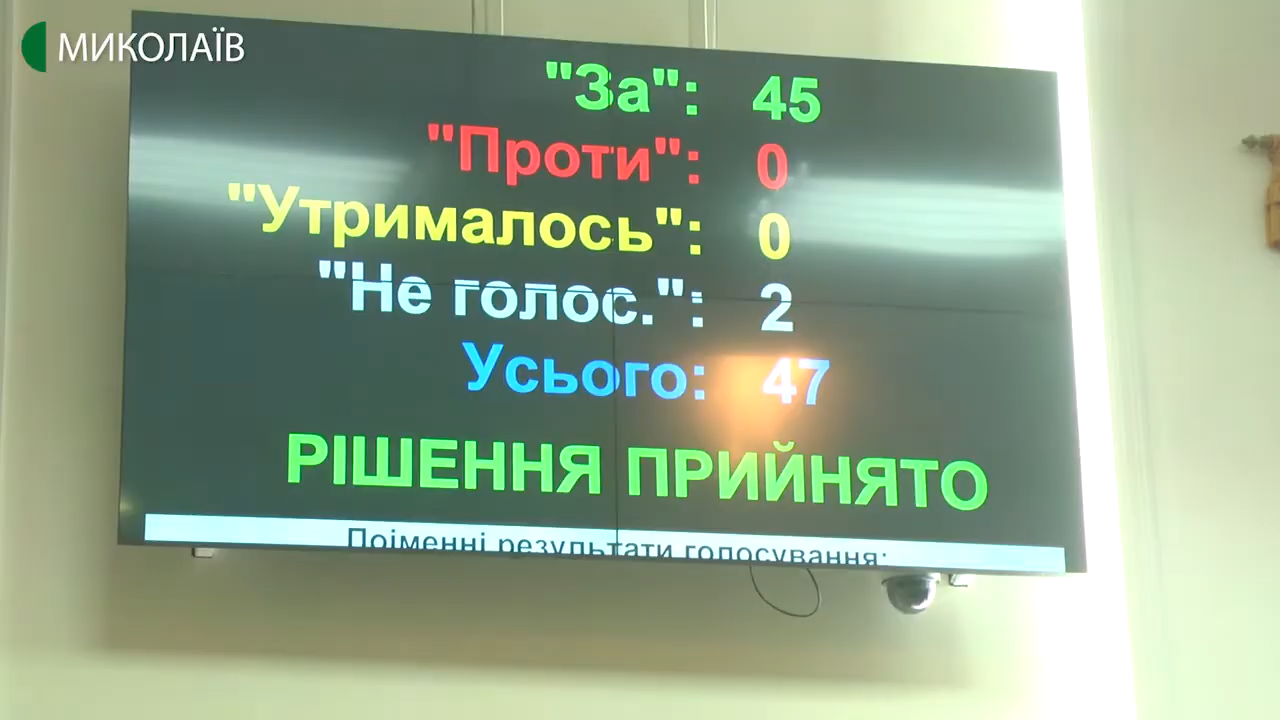 МИКОЛАЇВ
"За": 45
"Проти": 0
"Утрималось": 0
"Не голос.": 2
Усього: 47
РІШЕННЯ ПРИЙНЯТО
Поіменні результати голосування: